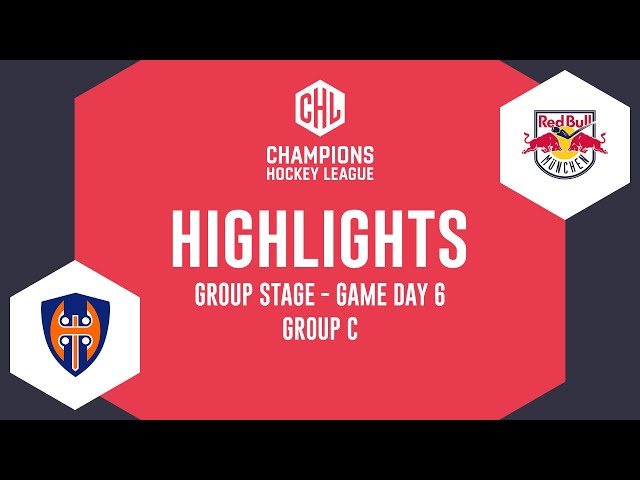 CHL
CHAMPIONS
HOCKEY LEAGUE
Red Bull
MÜNCHEN
HIGHLIGHTS
GROUP STAGE - GAME DAY 6
GROUP C